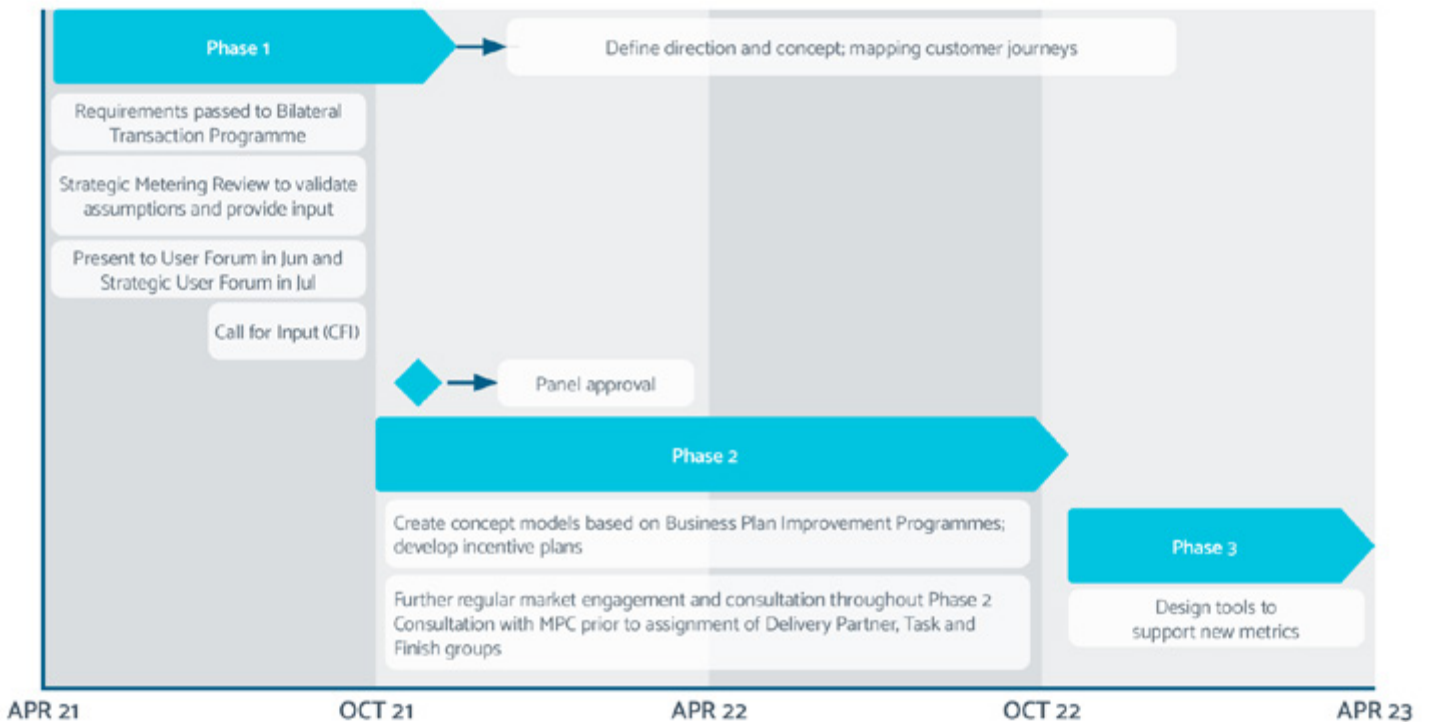 Phase 1
Define direction and concept; mapping customer journeys
Requirements passed to Bilateral
Transaction Programme
Strategic Metering Review to validate
assumptions and provide input
Present to User Forum in Jun and
Strategic User Forum in Jul
Call for Input (CFI)
Panel approval
Phase 2
Create concept models based on Business Plan Improvement Programmes;
develop incentive plans
Further regular market engagement and consultation throughout Phase 2
Consultation with MPC prior to assignment of Delivery Partner, Task and
Finish groups
Phase 3
Design tools to
support new metrics
APR 21
OCT 21
APR 22
OCT 22
APR 23